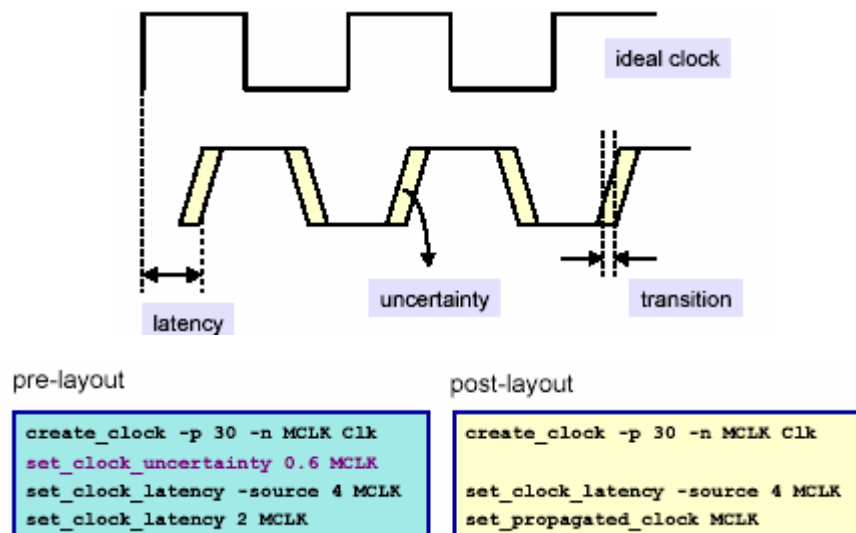 ideal clock
uncertainty
transition
latency
pre-layout
create_clock -p 30 -n MCLK Clk
set_clock_uncertainty 0.6 MCLK
set_clock_latency -source 4 MCLK
set_clock_latency 2 MCLK
post-layout
create_clock -p 30 -n MCLK Clk
set_clock_latency -source 4 MCLK
set_propagated_clock MCLK